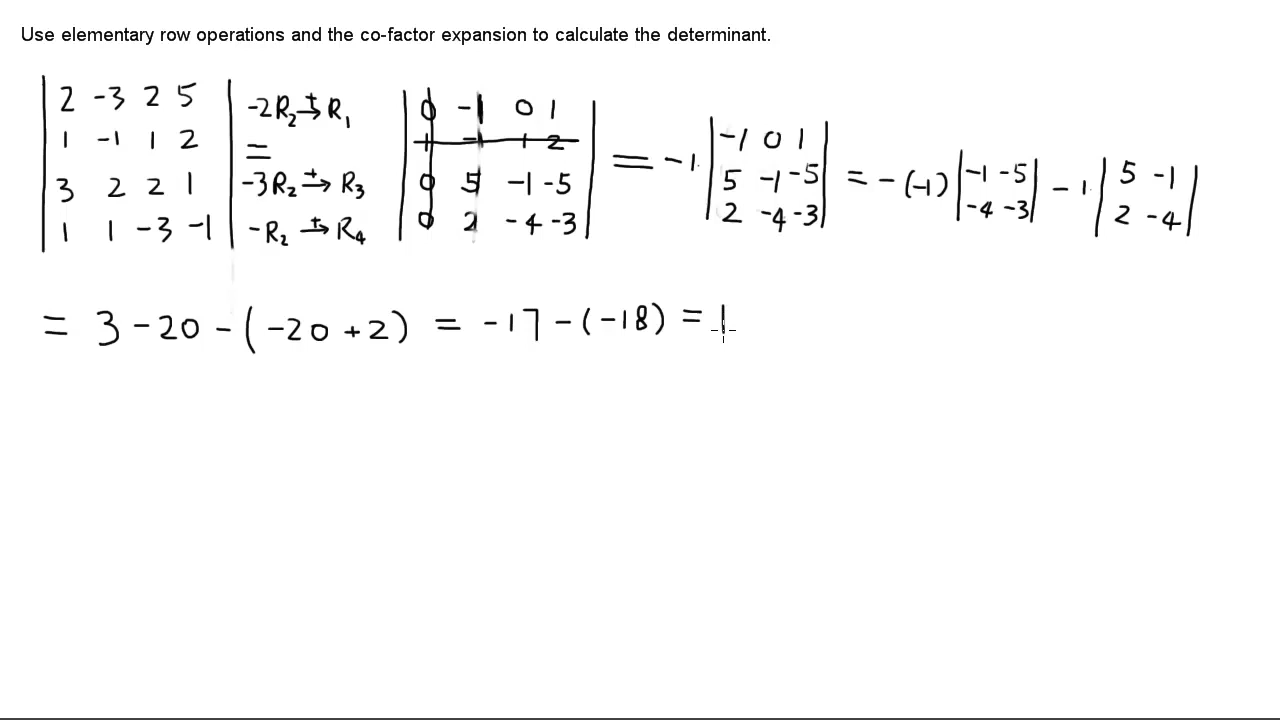 Use elementary row operations and the co-factor expansion to calculate the determinant.
| 2 -3 2 5 | -2R₂ +→ R₁ | 0 -1 0 1 |
| 1 -1 1 2 | = | 1 -1 1 2 | = -1 · | -1 0 1 |
| 3 2 2 1 | -3R₂ +→ R₃ | 0 5 -1 -5 | | 5 -1 -5 | = -(-1) | -1 -5 | - 1 · | 5 -1 |
| 1 1 -3 -1 | -R₂ +→ R₄ | 0 2 -4 -3 | | 2 -4 -3 | | -4 -3 | | 2 -4 |
= 3 - 20 - (-20 + 2) = -17 - (-18) = 1